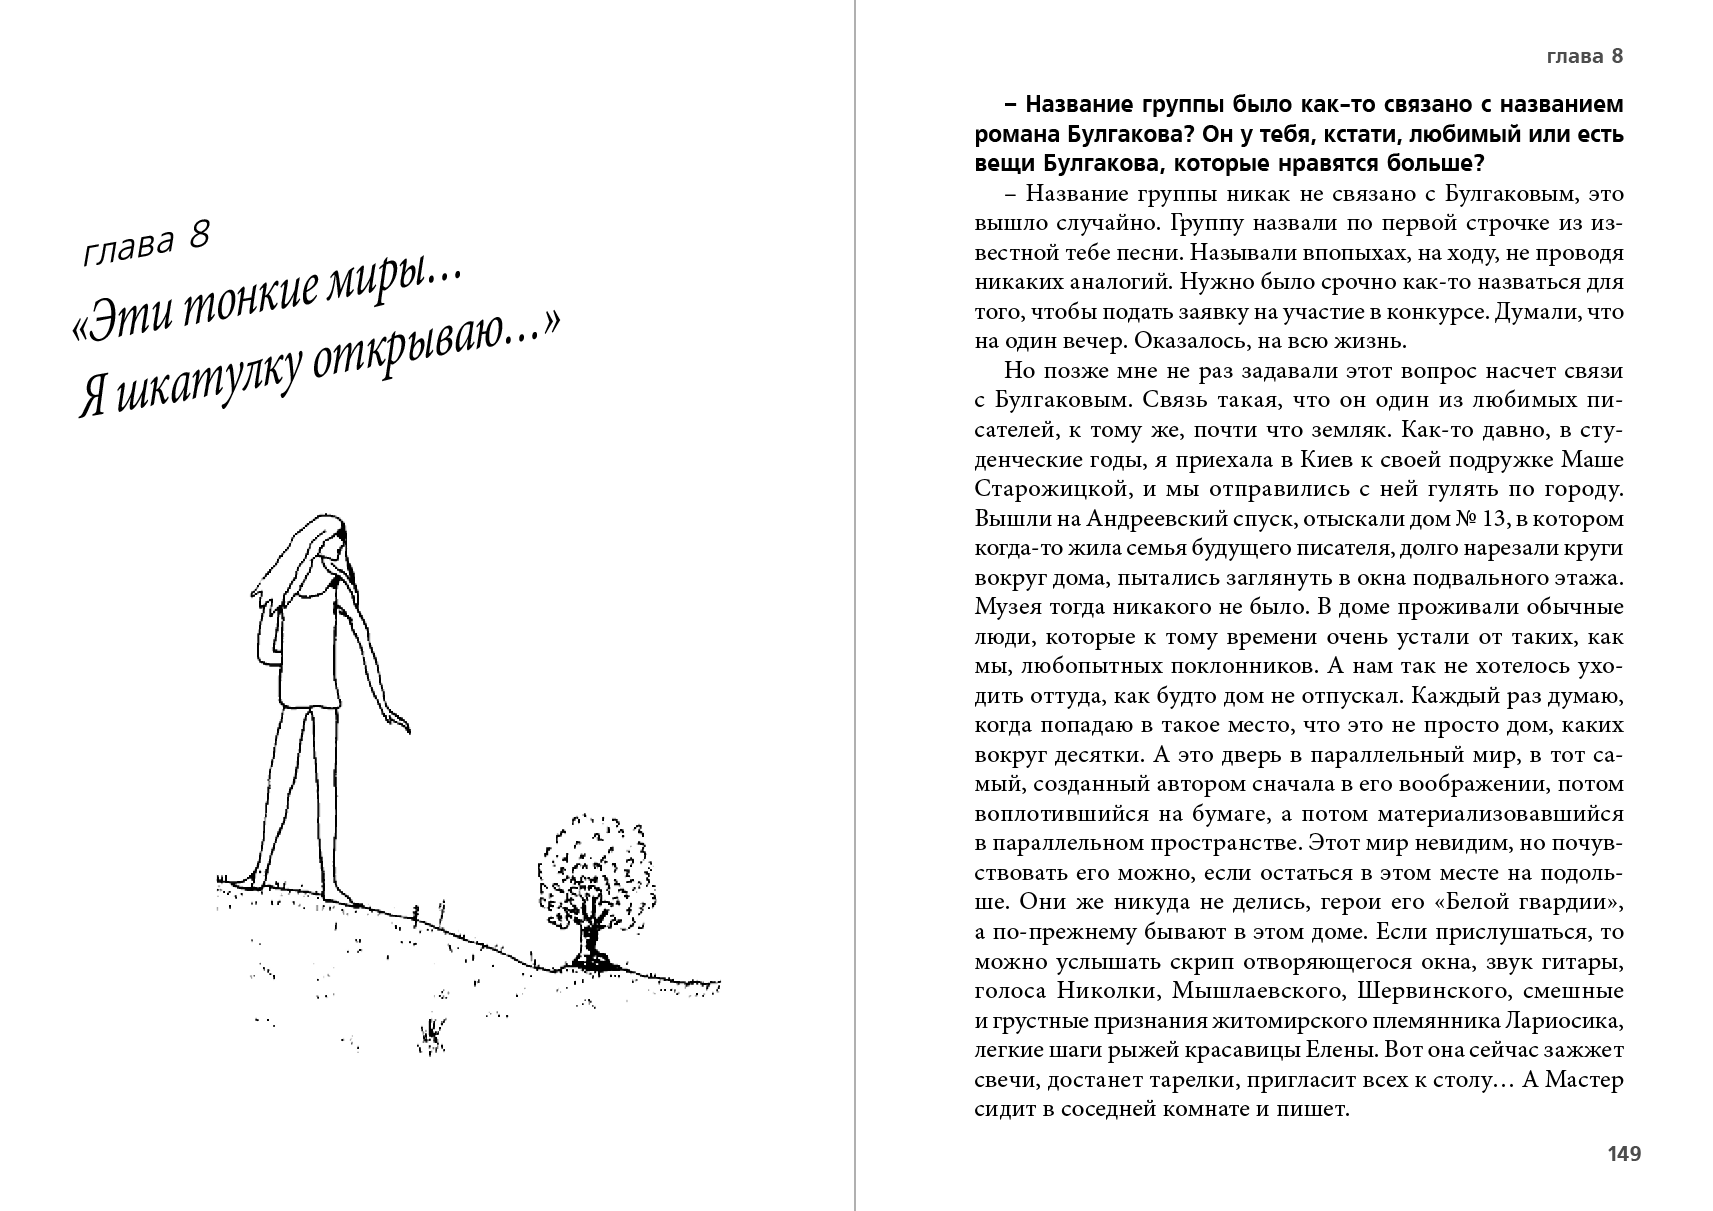 глава 8
«Эти тонкие миры…
Я шкатулку открываю…»
глава 8
– Название группы было как-то связано с названием
романа Булгакова? Он у тебя, кстати, любимый или есть
вещи Булгакова, которые нравятся больше?
– Название группы никак не связано с Булгаковым, это
вышло случайно. Группу назвали по первой строчке из из-
вестной тебе песни. Называли впопыхах, на ходу, не проводя
никаких аналогий. Нужно было срочно как-то назваться для
того, чтобы подать заявку на участие в конкурсе. Думали, что
на один вечер. Оказалось, на всю жизнь.
Но позже мне не раз задавали этот вопрос насчет связи
с Булгаковым. Связь такая, что он один из любимых пи-
сателей, к тому же, почти что земляк. Как-то давно, в сту-
денческие годы, я приехала в Киев к своей подружке Маше
Старожицкой, и мы отправились с ней гулять по городу.
Вышли на Андреевский спуск, отыскали дом № 13, в котором
когда-то жила семья будущего писателя, долго нарезали круги
вокруг дома, пытались заглянуть в окна подвального этажа.
Музея тогда никакого не было. В доме проживали обычные
люди, которые к тому времени очень устали от таких, как
мы, любопытных поклонников. А нам так не хотелось ухо-
дить оттуда, как будто дом не отпускал. Каждый раз думаю,
когда попадаю в такое место, что это не просто дом, каких
вокруг десятки. А это дверь в параллельный мир, в тот са-
мый, созданный автором сначала в его воображении, потом
воплотившийся на бумаге, а потом материализовавшийся
в параллельном пространстве. Этот мир невидим, но почув-
ствовать его можно, если остаться в этом месте на подоль-
ше. Они же никуда не делись, герои его «Белой гвардии»,
а по-прежнему бывают в этом доме. Если прислушаться, то
можно услышать скрип отворяющегося окна, звук гитары,
голоса Николки, Мышлаевского, Шервинского, смешные
и грустные признания житомирского племянника Лариосика,
легкие шаги рыжей красавицы Елены. Вот она сейчас зажжет
свечи, достанет тарелки, пригласит всех к столу… А Мастер
сидит в соседней комнате и пишет.
149